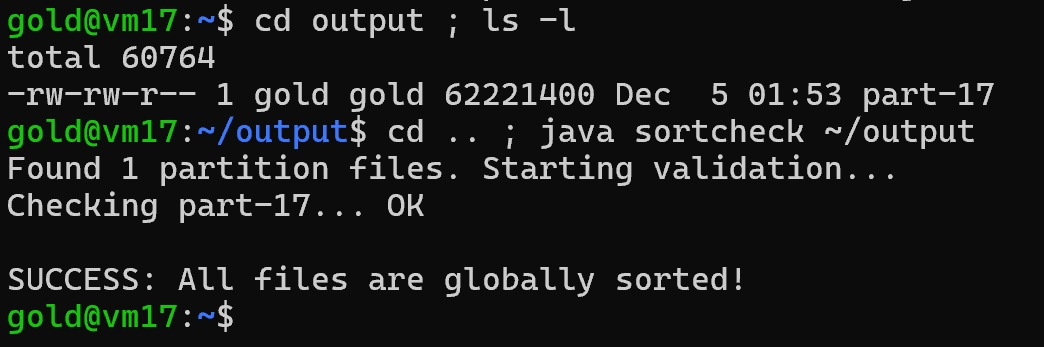 gold@vm17:~$ cd output ; ls -l
total 60764
-rw-rw-r-- 1 gold gold 62221400 Dec  5 01:53 part-17
gold@vm17:~/output$ cd .. ; java sortcheck ~/output
Found 1 partition files. Starting validation...
Checking part-17... OK

SUCCESS: All files are globally sorted!
gold@vm17:~$